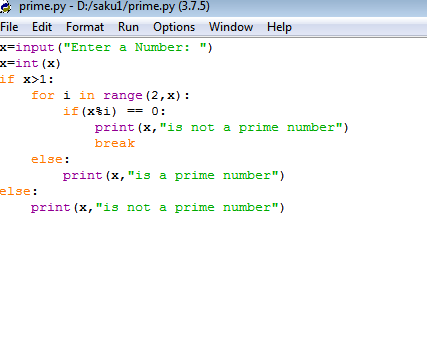 prime.py - D:/saku1/prime.py (3.7.5)
File Edit Format Run Options Window Help
x=input("Enter a Number: ")
x=int(x)
if x>1:
    for i in range(2,x):
        if(x%i) == 0:
            print(x,"is not a prime number")
            break
    else:
        print(x,"is a prime number")
else:
    print(x,"is not a prime number")